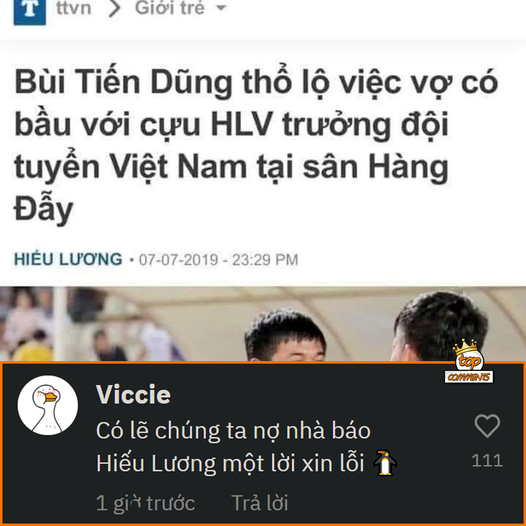 T ttvn > Giới trẻ
Bùi Tiến Dũng thổ lộ việc vợ có
bầu với cựu HLV trưởng đội
tuyển Việt Nam tại sân Hàng
Đẫy
HIẾU LƯƠNG • 07-07-2019 - 23:29 PM
top
COMMENTS
Viccie
Có lẽ chúng ta nợ nhà báo
Hiếu Lương một lời xin lỗi 🐧
111
1 giờ trước Trả lời